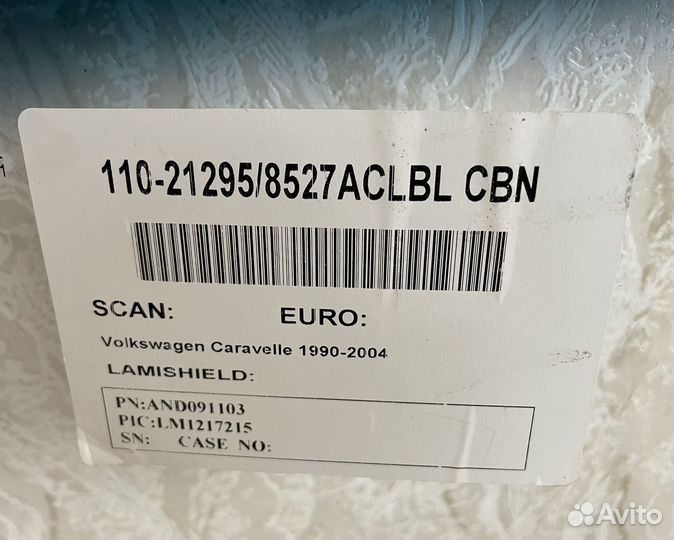 110-21295/8527ACLBL CBN
SCAN: EURO:
Volkswagen Caravelle 1990-2004
LAMISHIELD:
PN:AND091103
PIC:LM1217215
SN: CASE NO:
Avito